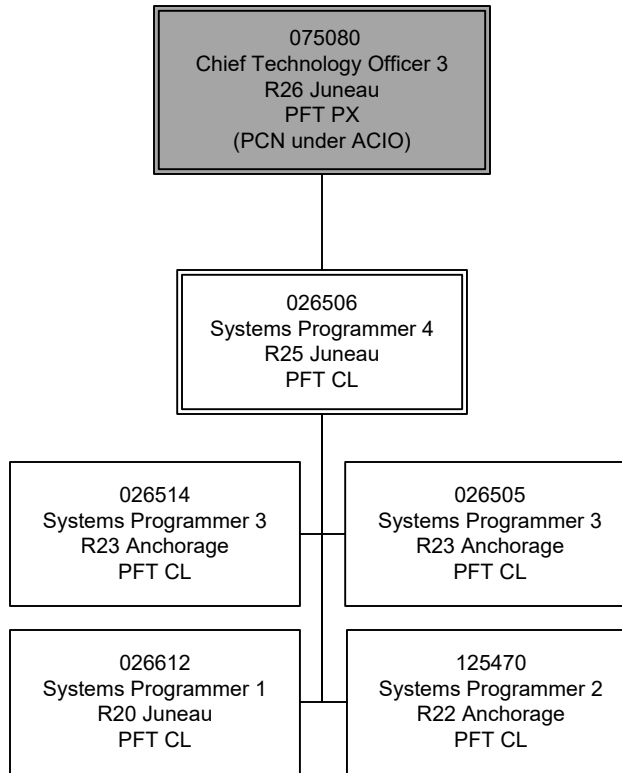 075080
Chief Technology Officer 3
R26 Juneau
PFT PX
(PCN under ACIO)
026506
Systems Programmer 4
R25 Juneau
PFT CL
026514
Systems Programmer 3
R23 Anchorage
PFT CL
026505
Systems Programmer 3
R23 Anchorage
PFT CL
026612
Systems Programmer 1
R20 Juneau
PFT CL
125470
Systems Programmer 2
R22 Anchorage
PFT CL